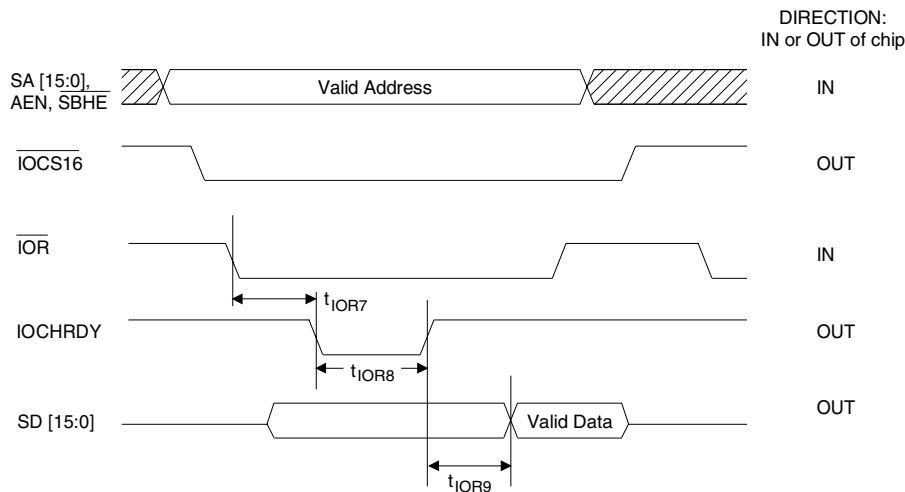 DIRECTION:
IN or OUT of chip
SA [15:0],
AEN, SBHE
Valid Address
IN
IOCS16
OUT
IOR
IN
tIOR7
IOCHRDY
OUT
tIOR8
SD [15:0]
Valid Data
OUT
tIOR9